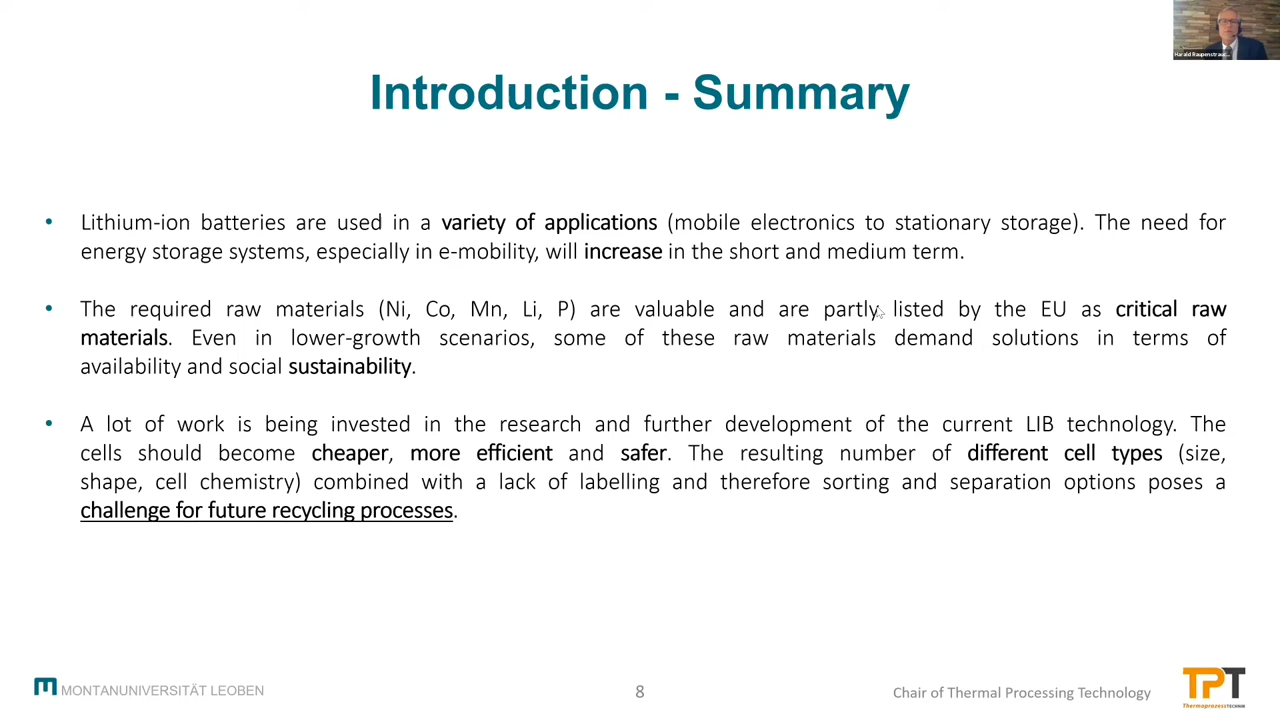 Harald Raupenstrauc...
Introduction - Summary
• Lithium-ion batteries are used in a variety of applications (mobile electronics to stationary storage). The need for
energy storage systems, especially in e-mobility, will increase in the short and medium term.
• The required raw materials (Ni, Co, Mn, Li, P) are valuable and are partly listed by the EU as critical raw
materials. Even in lower-growth scenarios, some of these raw materials demand solutions in terms of
availability and social sustainability.
• A lot of work is being invested in the research and further development of the current LIB technology. The
cells should become cheaper, more efficient and safer. The resulting number of different cell types (size,
shape, cell chemistry) combined with a lack of labelling and therefore sorting and separation options poses a
challenge for future recycling processes.
MONTANUNIVERSITÄT LEOBEN
8
Chair of Thermal Processing Technology
TPT
ThermoprozessTECHNIK